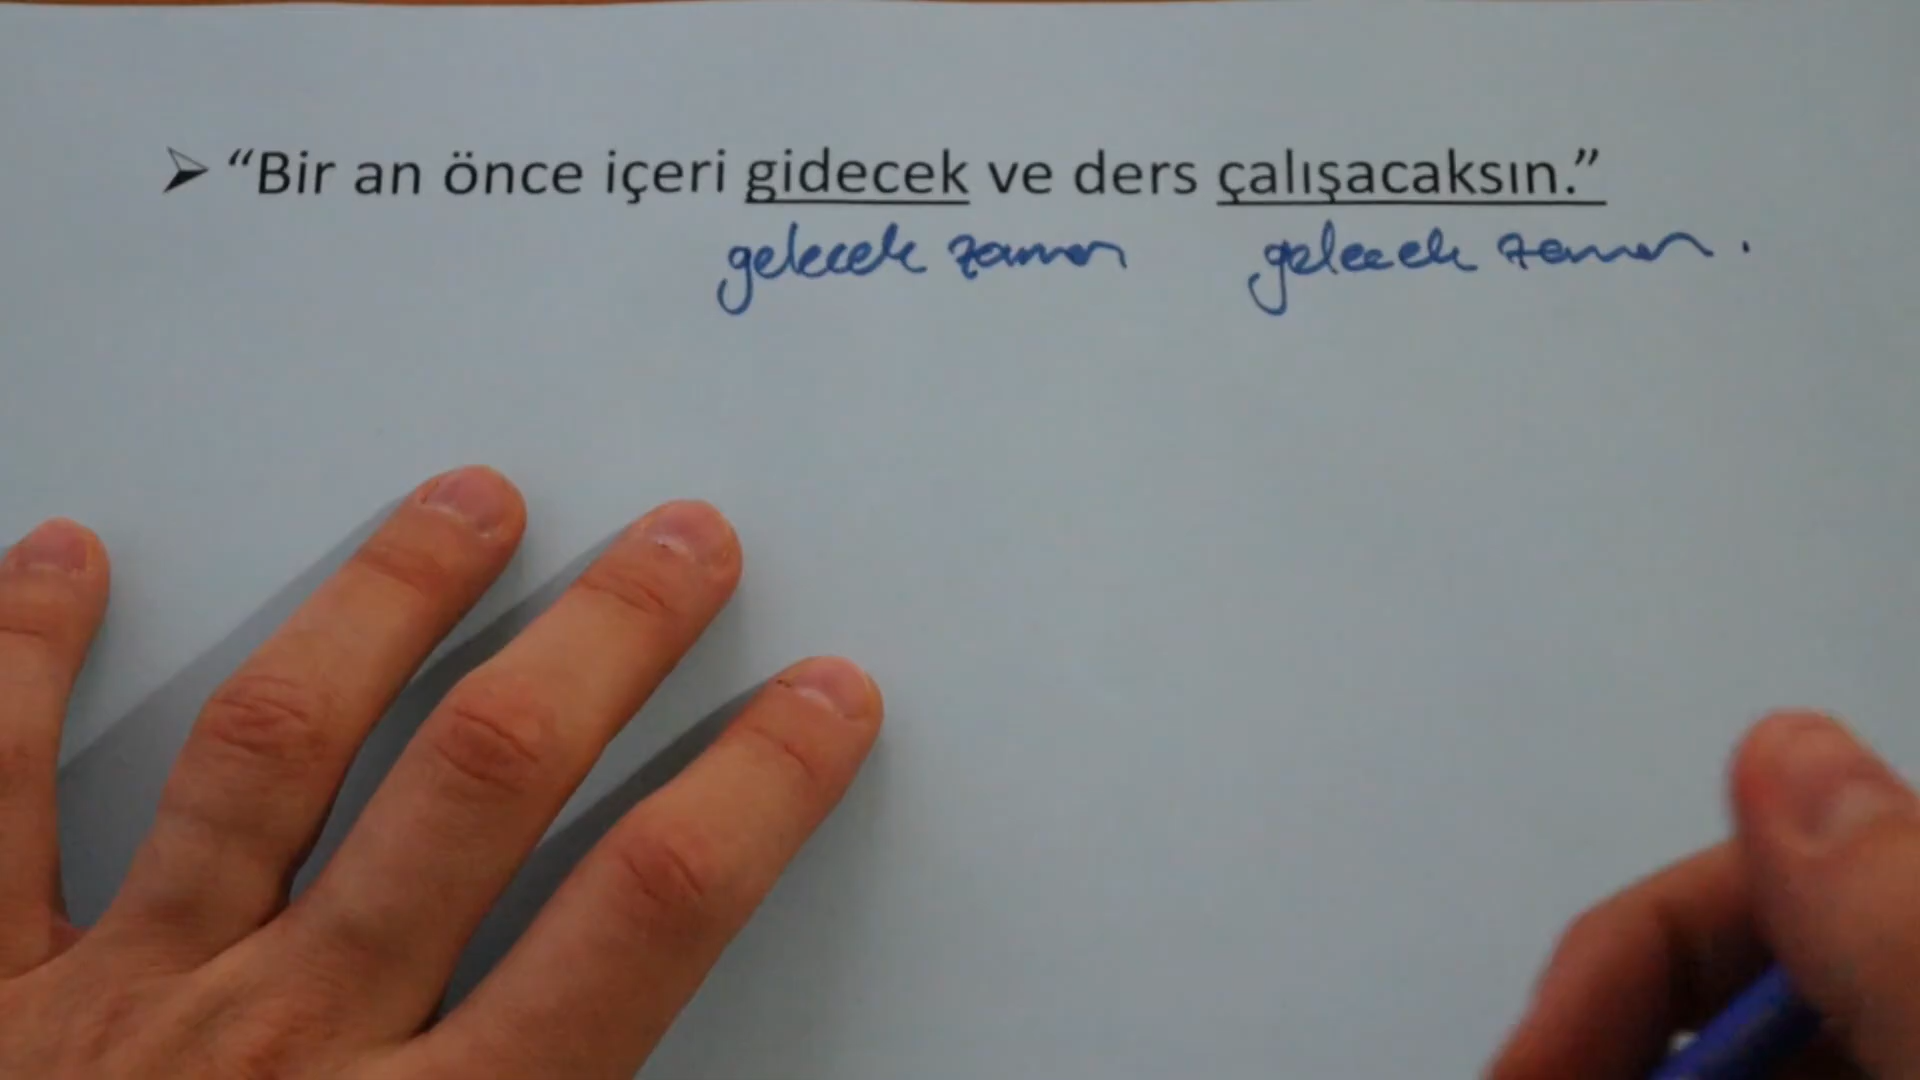 ➢ “Bir an önce içeri gidecek ve ders çalışacaksın.”
gelecek zaman gelecek zaman.